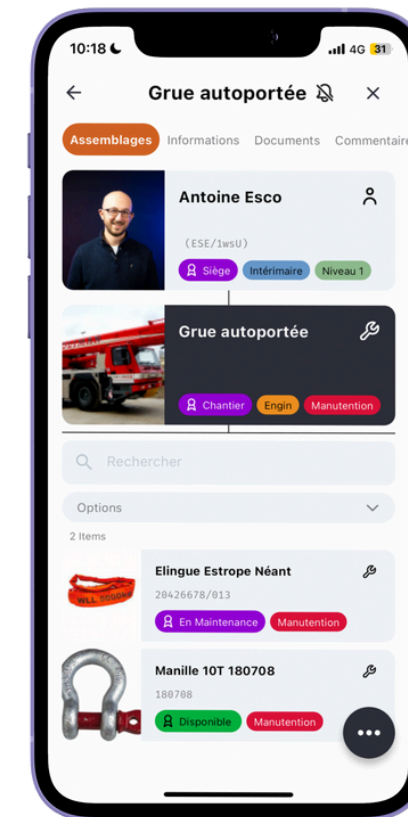 10:18
4G 31
Grue autoportée
Assemblages Informations Documents Commentaire
Antoine Esco
(ESE/1wsU)
Siège Intérimaire Niveau 1
Grue autoportée
Chantier Engin Manutention
Rechercher
Options
2 Items
Elingue Estrope Néant
20426678/013
En Maintenance Manutention
WLL 5000kg
Manille 10T 180708
180708
Disponible Manutention